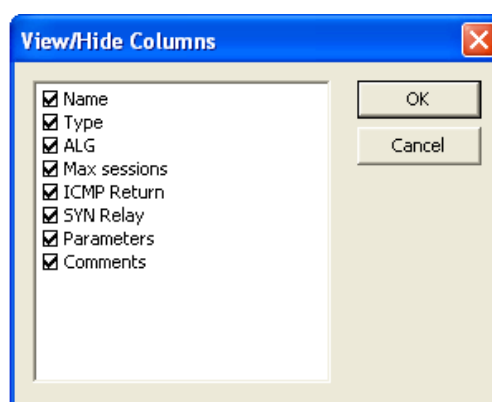 View/Hide Columns
Name
Type
ALG
Max sessions
ICMP Return
SYN Relay
Parameters
Comments
OK
Cancel